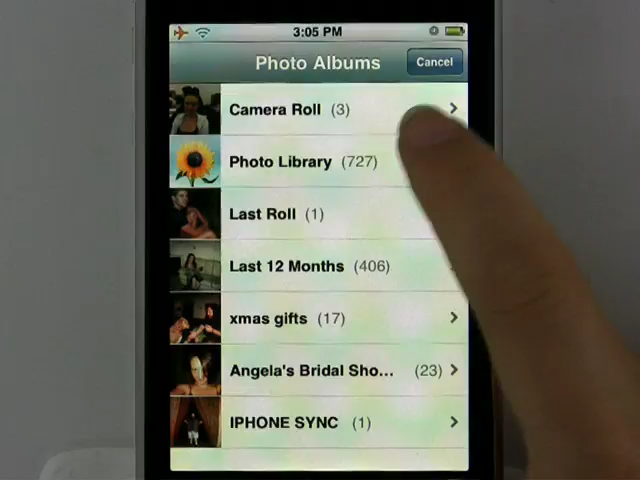 3:05 PM
Photo Albums Cancel
Camera Roll (3)
Photo Library (727)
Last Roll (1)
Last 12 Months (406)
xmas gifts (17)
Angela's Bridal Sho... (23)
IPHONE SYNC (1)